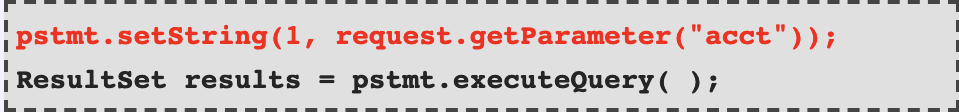 pstmt.setString(1, request.getParameter("acct"));
ResultSet results = pstmt.executeQuery( );